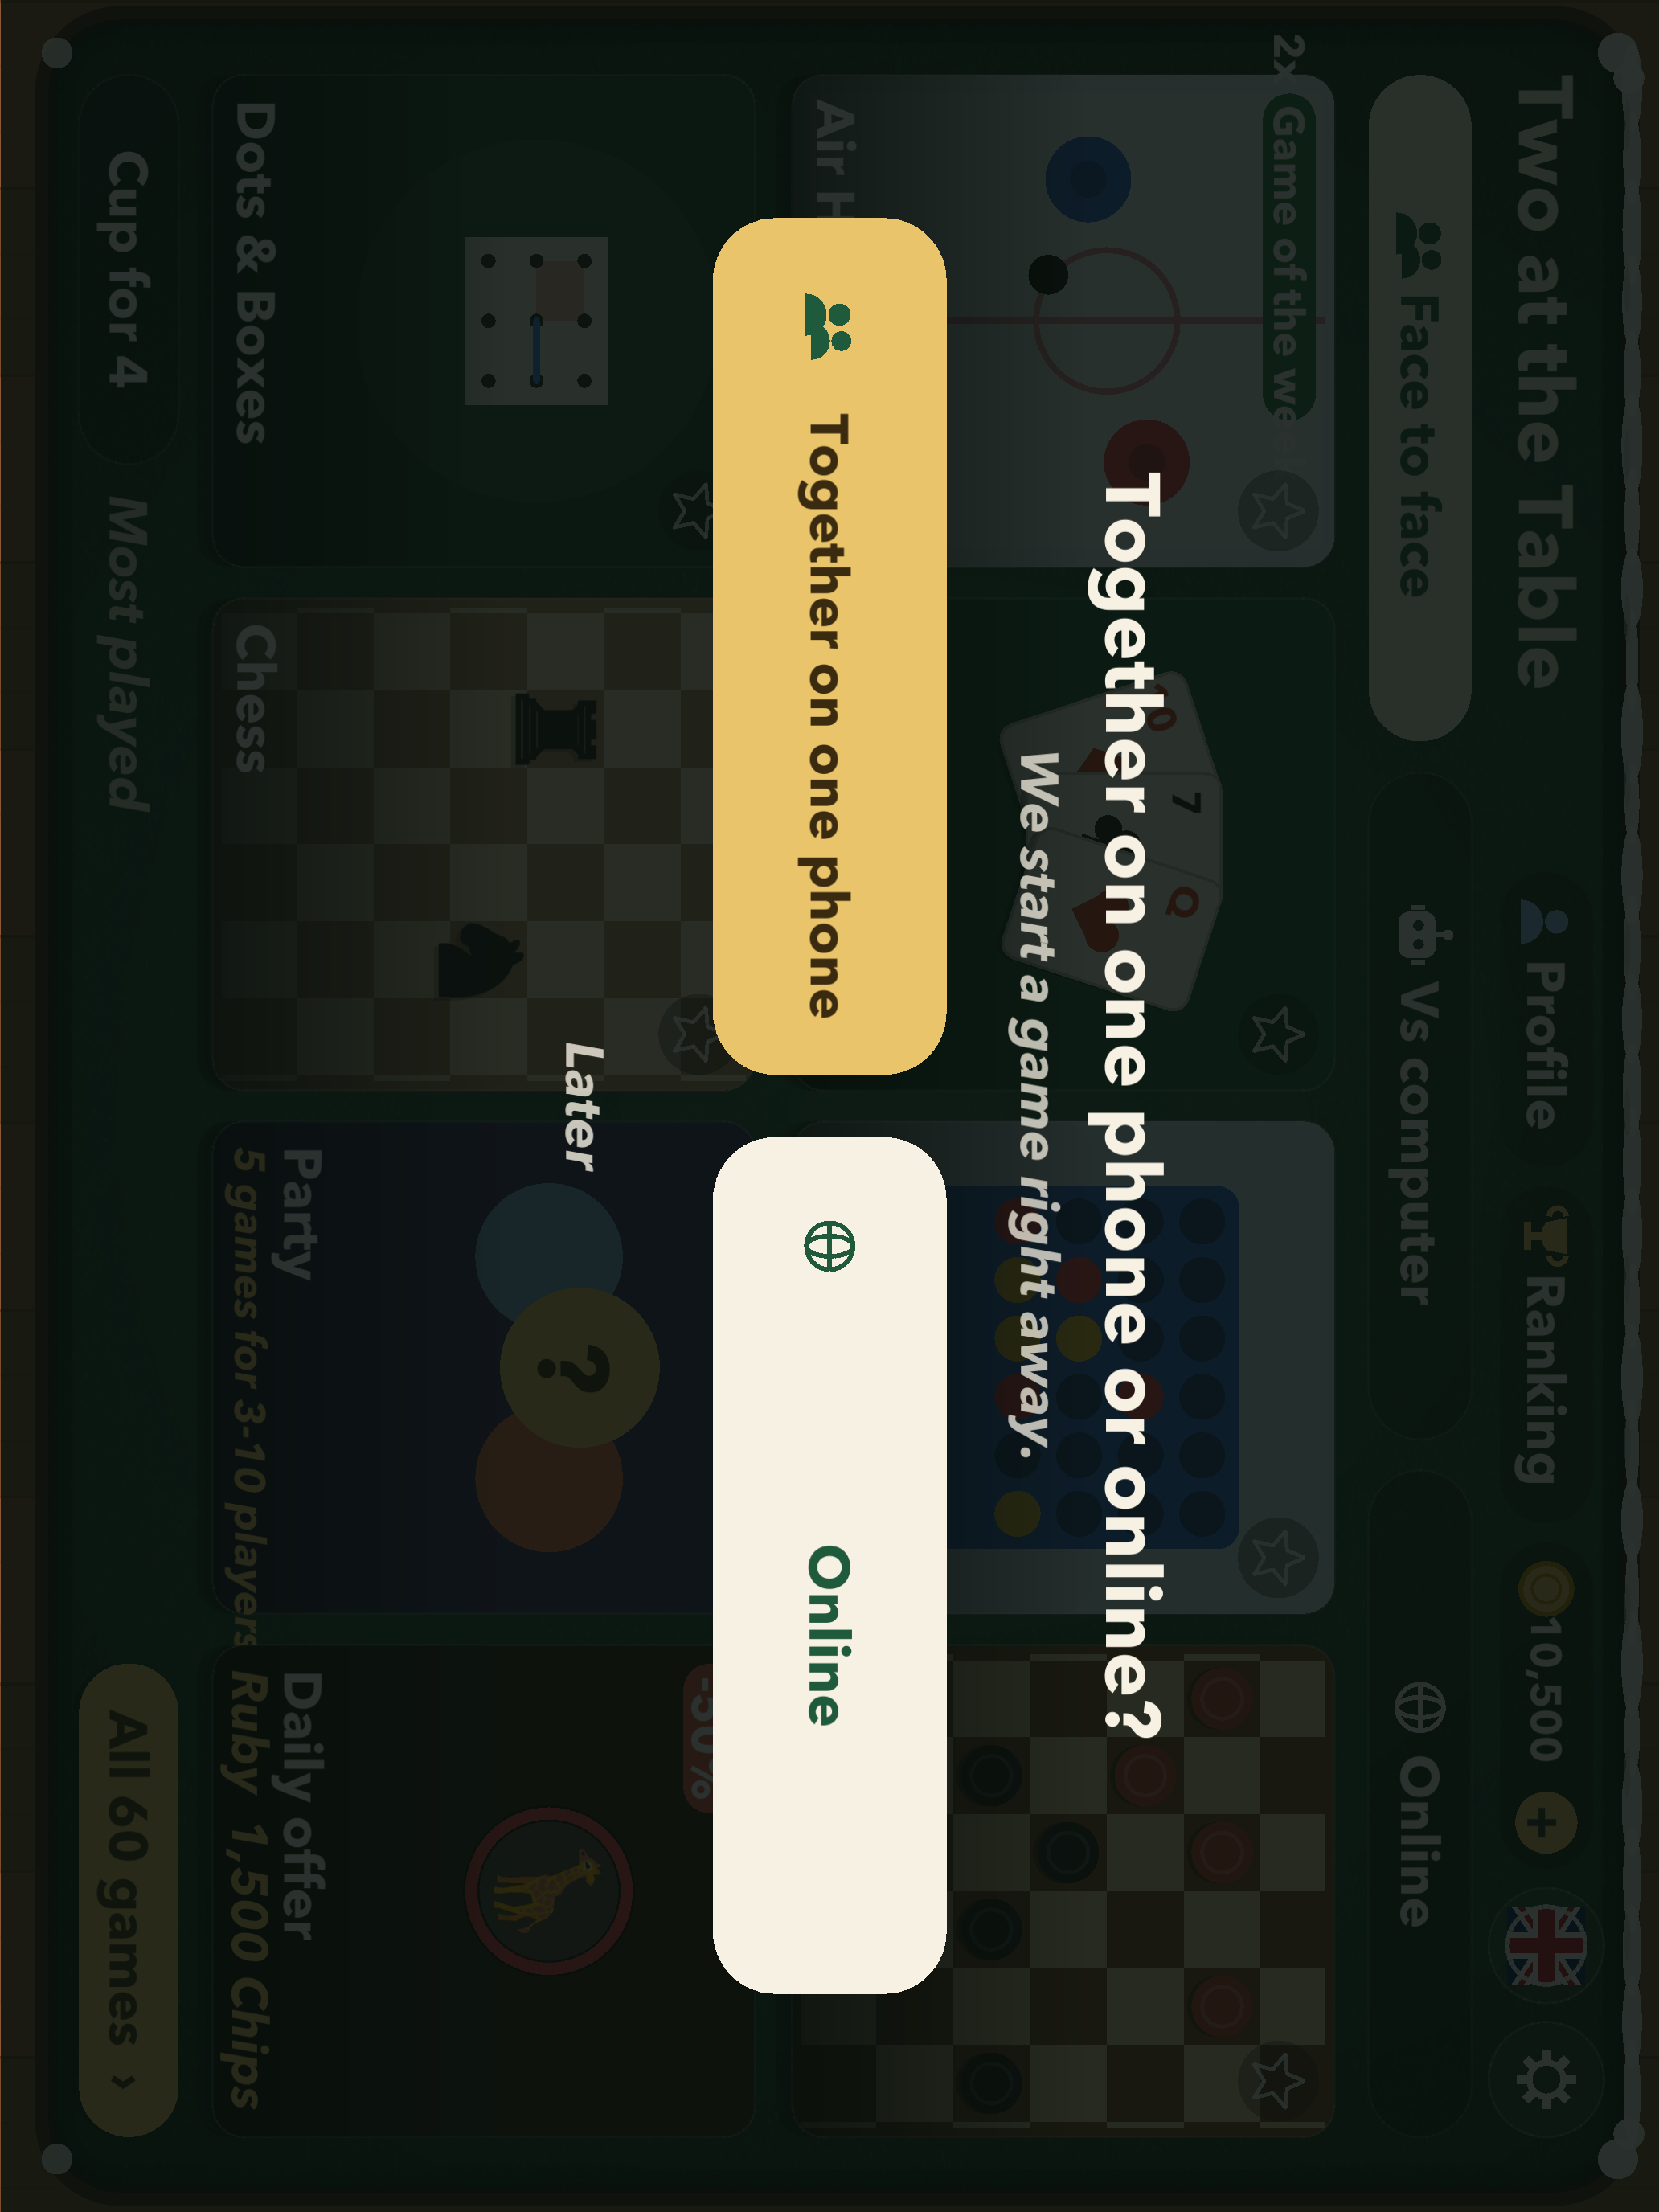 Two at the Table
Profile
Ranking
10,500
+
Face to face
Vs computer
Online
2x Game of the
Together on one phone or online?
We start a game right away.
7
Q
Air
Together on one phone
Online
Later
-50%
Dots & Boxes
Chess
Party
5 games for 3-10 players
?
Daily offer
Ruby 1,500 Chips
Cup for 4
Most played
All 60 games ›